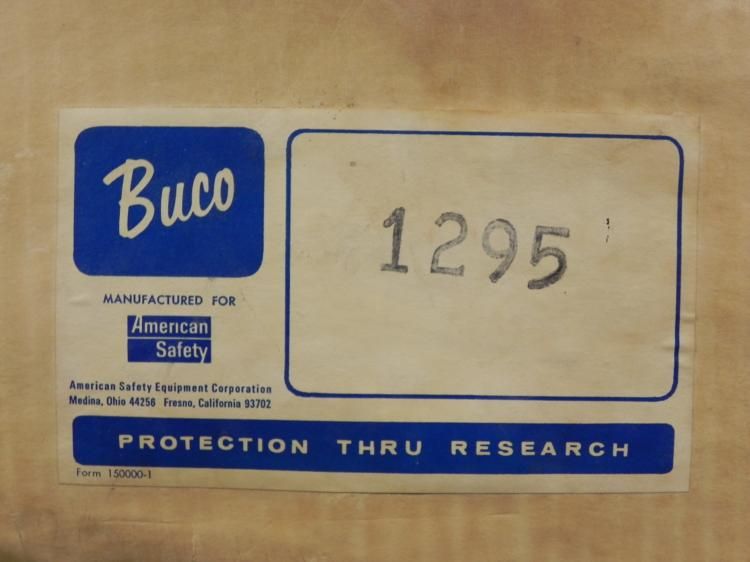 Buco
1295
MANUFACTURED FOR
American
Safety
American Safety Equipment Corporation
Medina, Ohio 44256 Fresno, California 93702
PROTECTION THRU RESEARCH
Form 150000-1